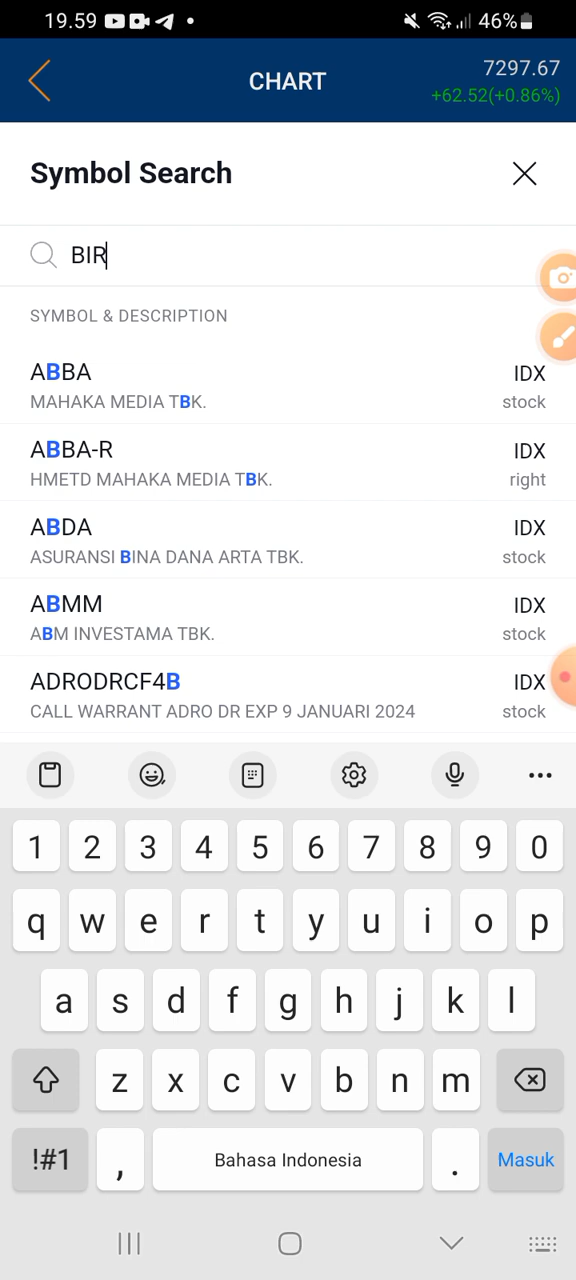 19.59 46%
CHART
7297.67
+62.52(+0.86%)
Symbol Search
BIR
SYMBOL & DESCRIPTION
ABBA IDX
MAHAKA MEDIA TBK. stock
ABBA-R IDX
HMETD MAHAKA MEDIA TBK. right
ABDA IDX
ASURANSI BINA DANA ARTA TBK. stock
ABMM IDX
ABM INVESTAMA TBK. stock
ADRODRCF4B IDX
CALL WARRANT ADRO DR EXP 9 JANUARI 2024 stock
1 2 3 4 5 6 7 8 9 0
q w e r t y u i o p
a s d f g h j k l
z x c v b n m
!#1 , Bahasa Indonesia . Masuk